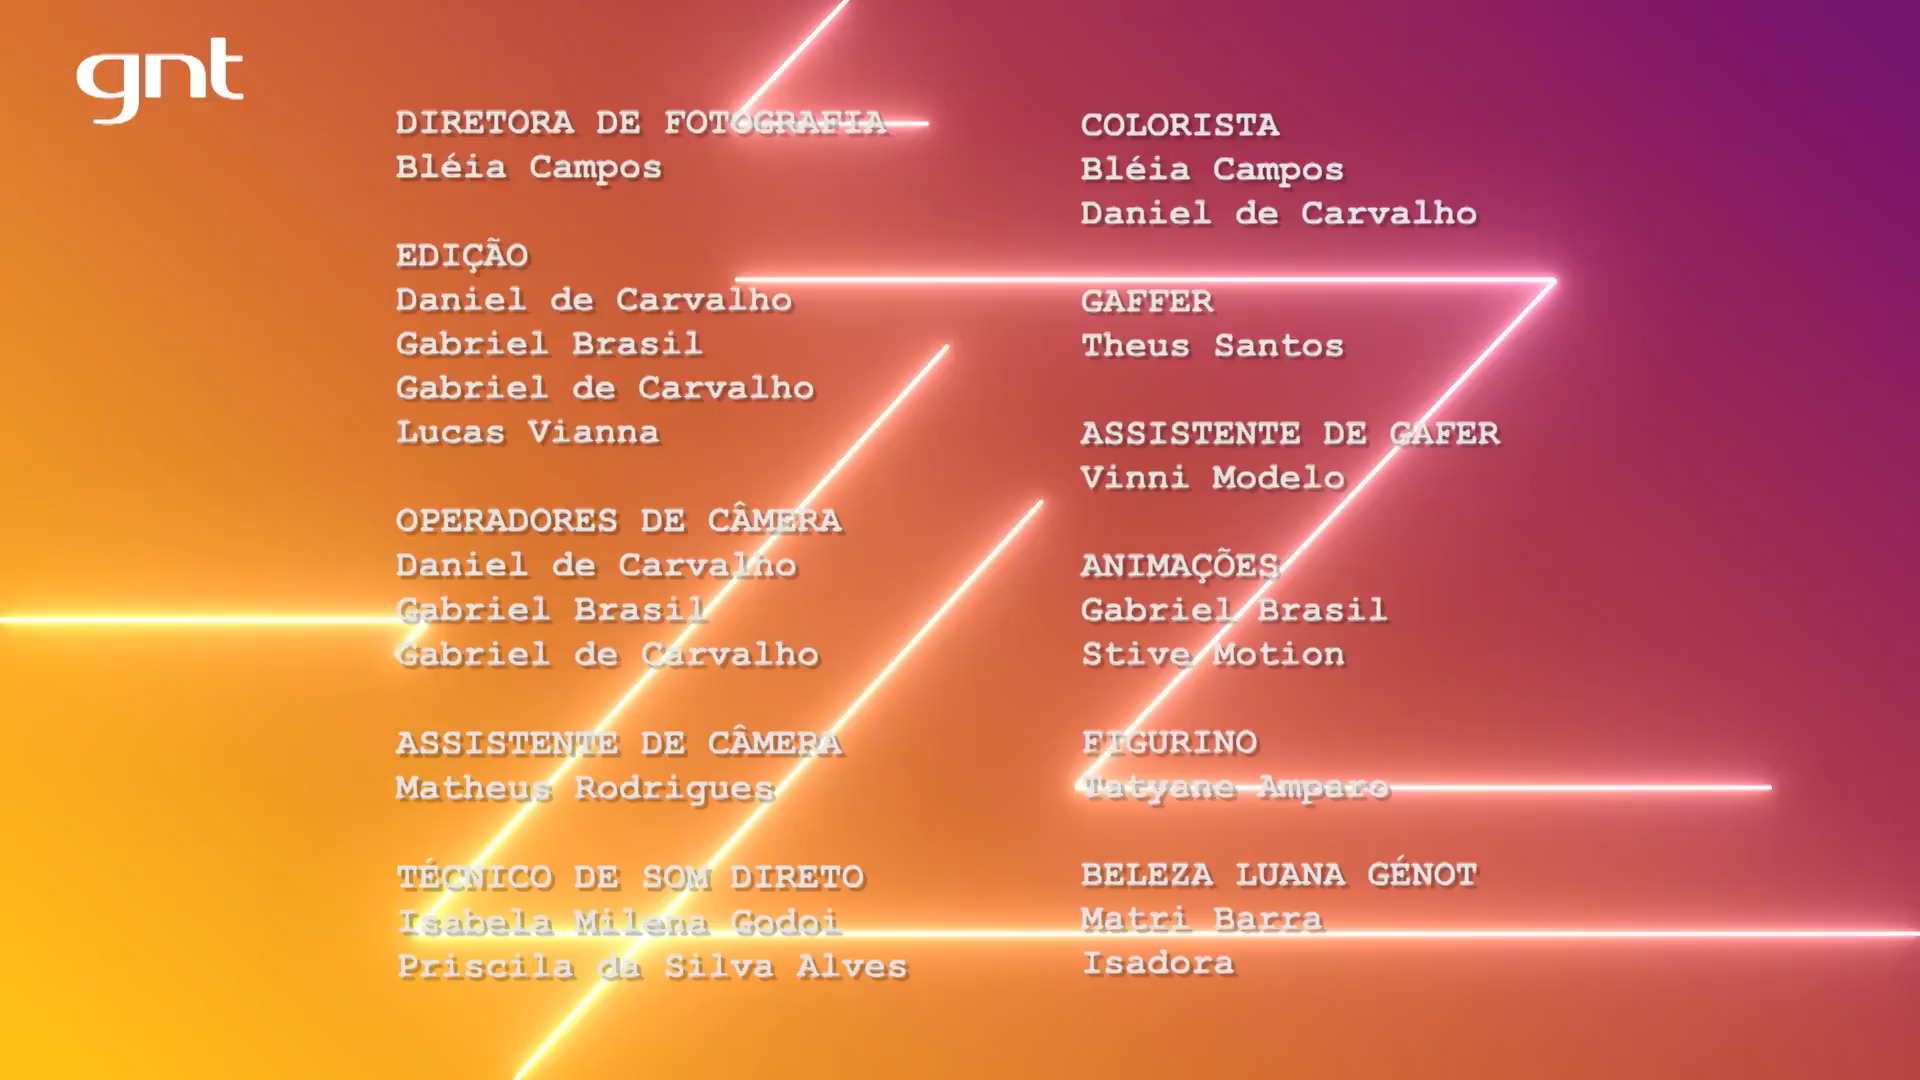 gnt
DIRETORA DE FOTOGRAFIA
Bléia Campos
EDIÇÃO
Daniel de Carvalho
Gabriel Brasil
Gabriel de Carvalho
Lucas Vianna
OPERADORES DE CÂMERA
Daniel de Carvalho
Gabriel Brasil
Gabriel de Carvalho
ASSISTENTE DE CÂMERA
Matheus Rodrigues
TÉCNICO DE SOM DIRETO
Isabela Milena Godoi
Priscila da Silva Alves
COLORISTA
Bléia Campos
Daniel de Carvalho
GAFFER
Theus Santos
ASSISTENTE DE GAFER
Vinni Modelo
ANIMAÇÕES
Gabriel Brasil
Stive Motion
FIGURINO
Tatyane Amparo
BELEZA LUANA GÉNOT
Matri Barra
Isadora